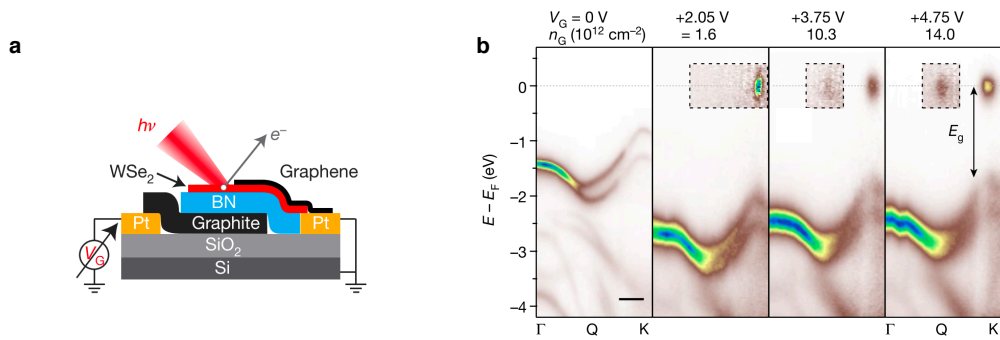 a
hν
e⁻
WSe₂
Graphene
BN
Pt
Graphite
Pt
V_G
SiO₂
Si
b
V_G = 0 V
+2.05 V
+3.75 V
+4.75 V
n_G (10¹² cm⁻²)
= 1.6
10.3
14.0
E − E_F (eV)
0
−1
−2
−3
−4
E_g
Γ
Q
K
Γ
Q
K